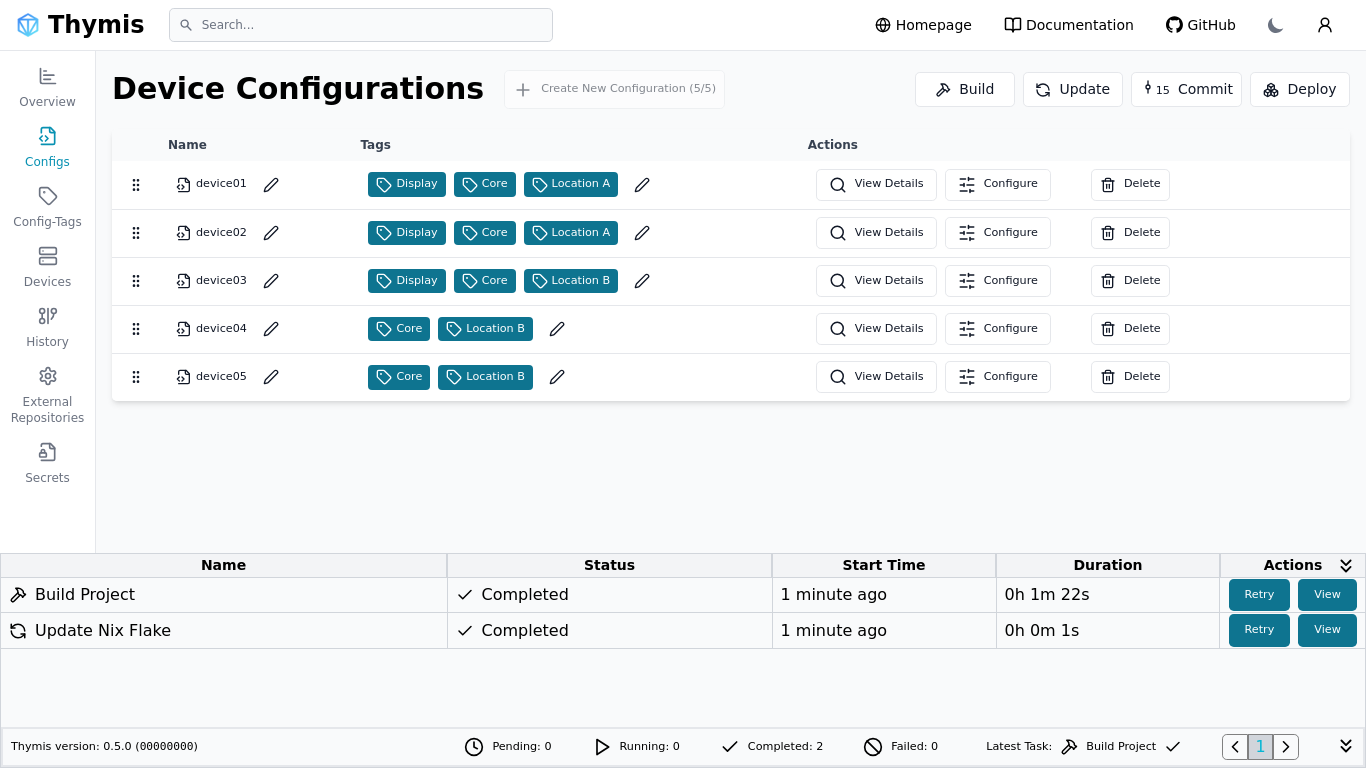 Thymis
Search...
Homepage
Documentation
GitHub
Overview
Configs
Config-Tags
Devices
History
External
Repositories
Secrets
Device Configurations
Create New Configuration (5/5)
Build
Update
15 Commit
Deploy
Name Tags Actions
device01 Display Core Location A View Details Configure Delete
device02 Display Core Location A View Details Configure Delete
device03 Display Core Location B View Details Configure Delete
device04 Core Location B View Details Configure Delete
device05 Core Location B View Details Configure Delete
Name Status Start Time Duration Actions
Build Project Completed 1 minute ago 0h 1m 22s Retry View
Update Nix Flake Completed 1 minute ago 0h 0m 1s Retry View
Thymis version: 0.5.0 (00000000) Pending: 0 Running: 0 Completed: 2 Failed: 0 Latest Task: Build Project 1